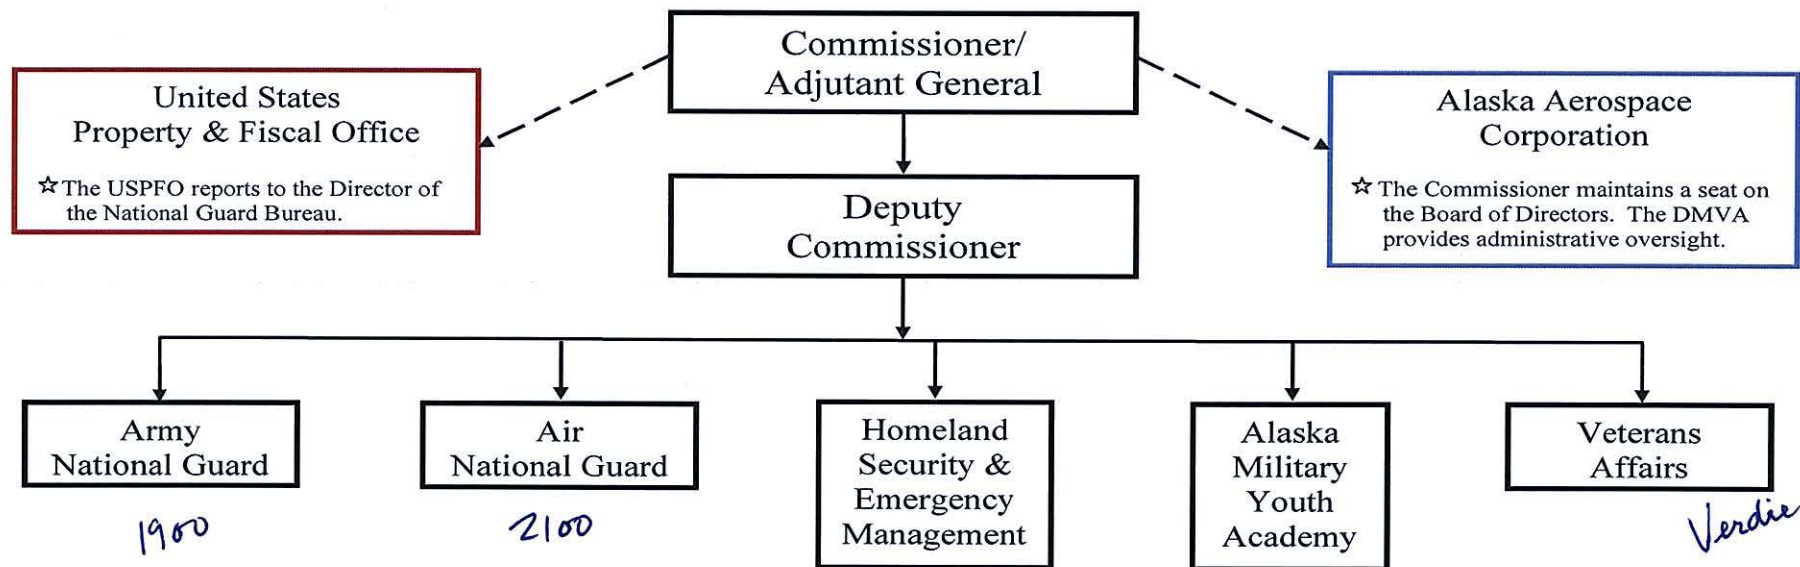 Commissioner/
Adjutant General
United States
Property & Fiscal Office
☆ The USPFO reports to the Director of
the National Guard Bureau.
Alaska Aerospace
Corporation
☆ The Commissioner maintains a seat on
the Board of Directors. The DMVA
provides administrative oversight.
Deputy
Commissioner
Army
National Guard
Air
National Guard
Homeland
Security &
Emergency
Management
Alaska
Military
Youth
Academy
Veterans
Affairs
1900
2100
Verdie